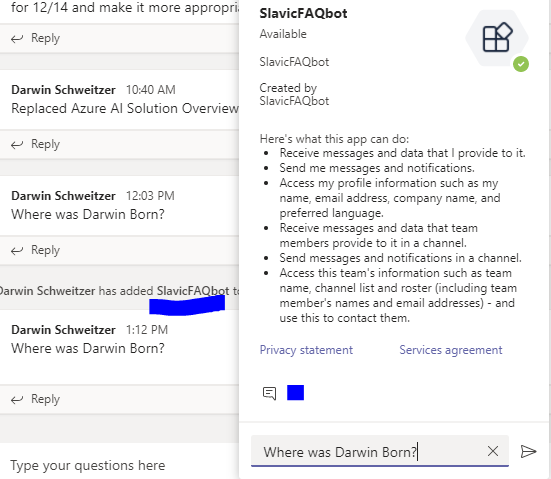 for 12/14 and make it more appropri
Reply
Darwin Schweitzer 10:40 AM
Replaced Azure AI Solution Overview
Reply
Darwin Schweitzer 12:03 PM
Where was Darwin Born?
Reply
Darwin Schweitzer has added SlavicFAQbot to
Darwin Schweitzer 1:12 PM
Where was Darwin Born?
Reply
Type your questions here
SlavicFAQbot
Available
SlavicFAQbot
Created by
SlavicFAQbot
Here's what this app can do:
• Receive messages and data that I provide to it.
• Send me messages and notifications.
• Access my profile information such as my
name, email address, company name, and
preferred language.
• Receive messages and data that team
members provide to it in a channel.
• Send messages and notifications in a channel.
• Access this team's information such as team
name, channel list and roster (including team
member's names and email addresses) - and
use this to contact them.
Privacy statement Services agreement
Where was Darwin Born?